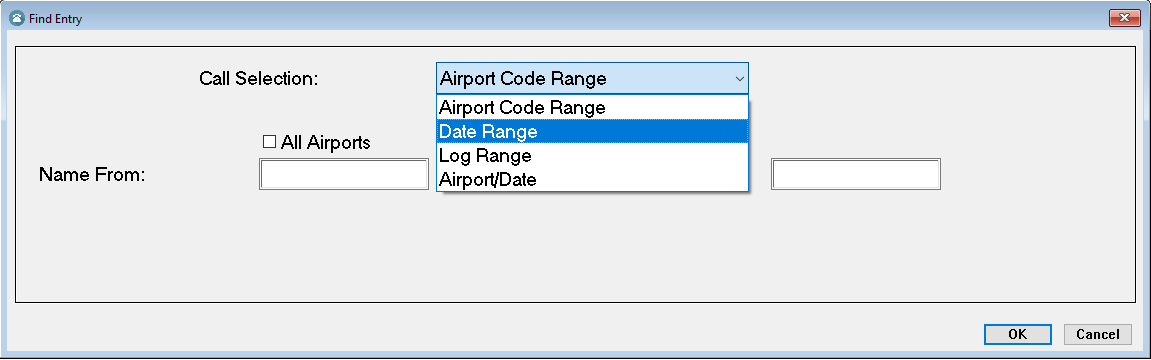 Find Entry
Call Selection:
Airport Code Range
Airport Code Range
Date Range
Log Range
Airport/Date
All Airports
Name From:
OK
Cancel